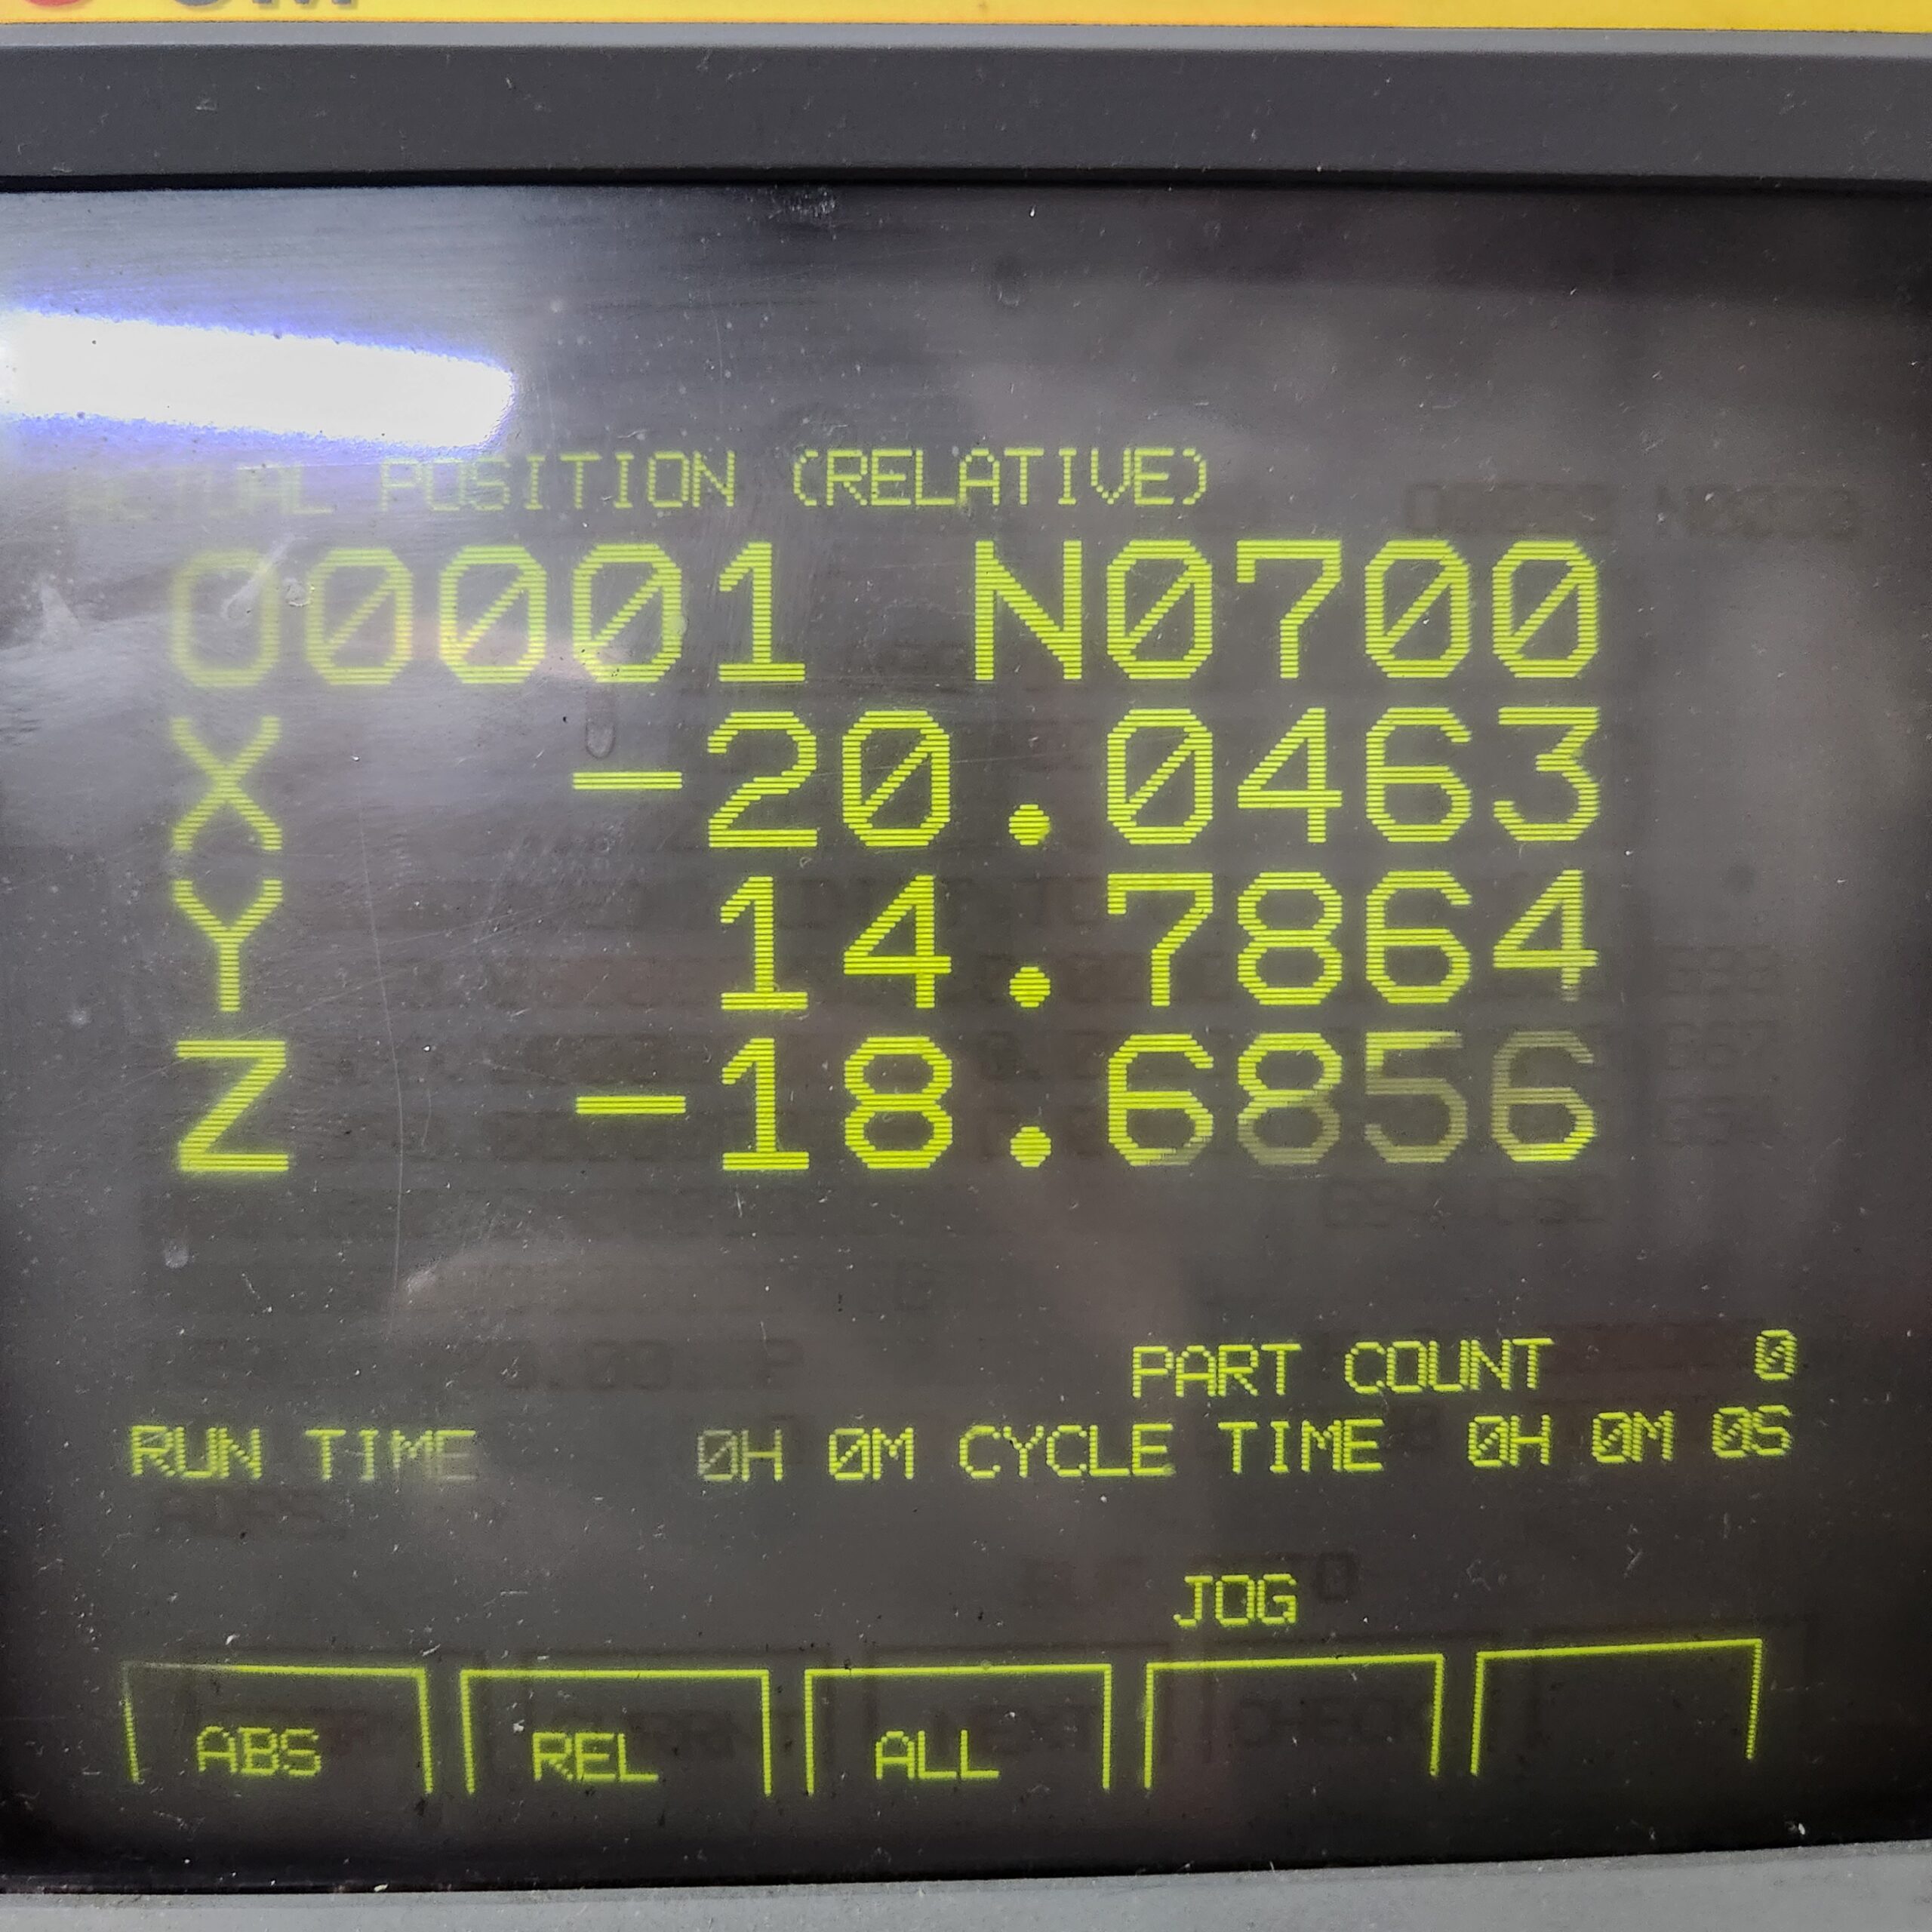 ACTUAL POSITION (RELATIVE)
O0001 N0700
X -20.0463
Y 14.7864
Z -18.6856
PART COUNT 0
RUN TIME 0H 0M CYCLE TIME 0H 0M 0S
JOG
ABS REL ALL